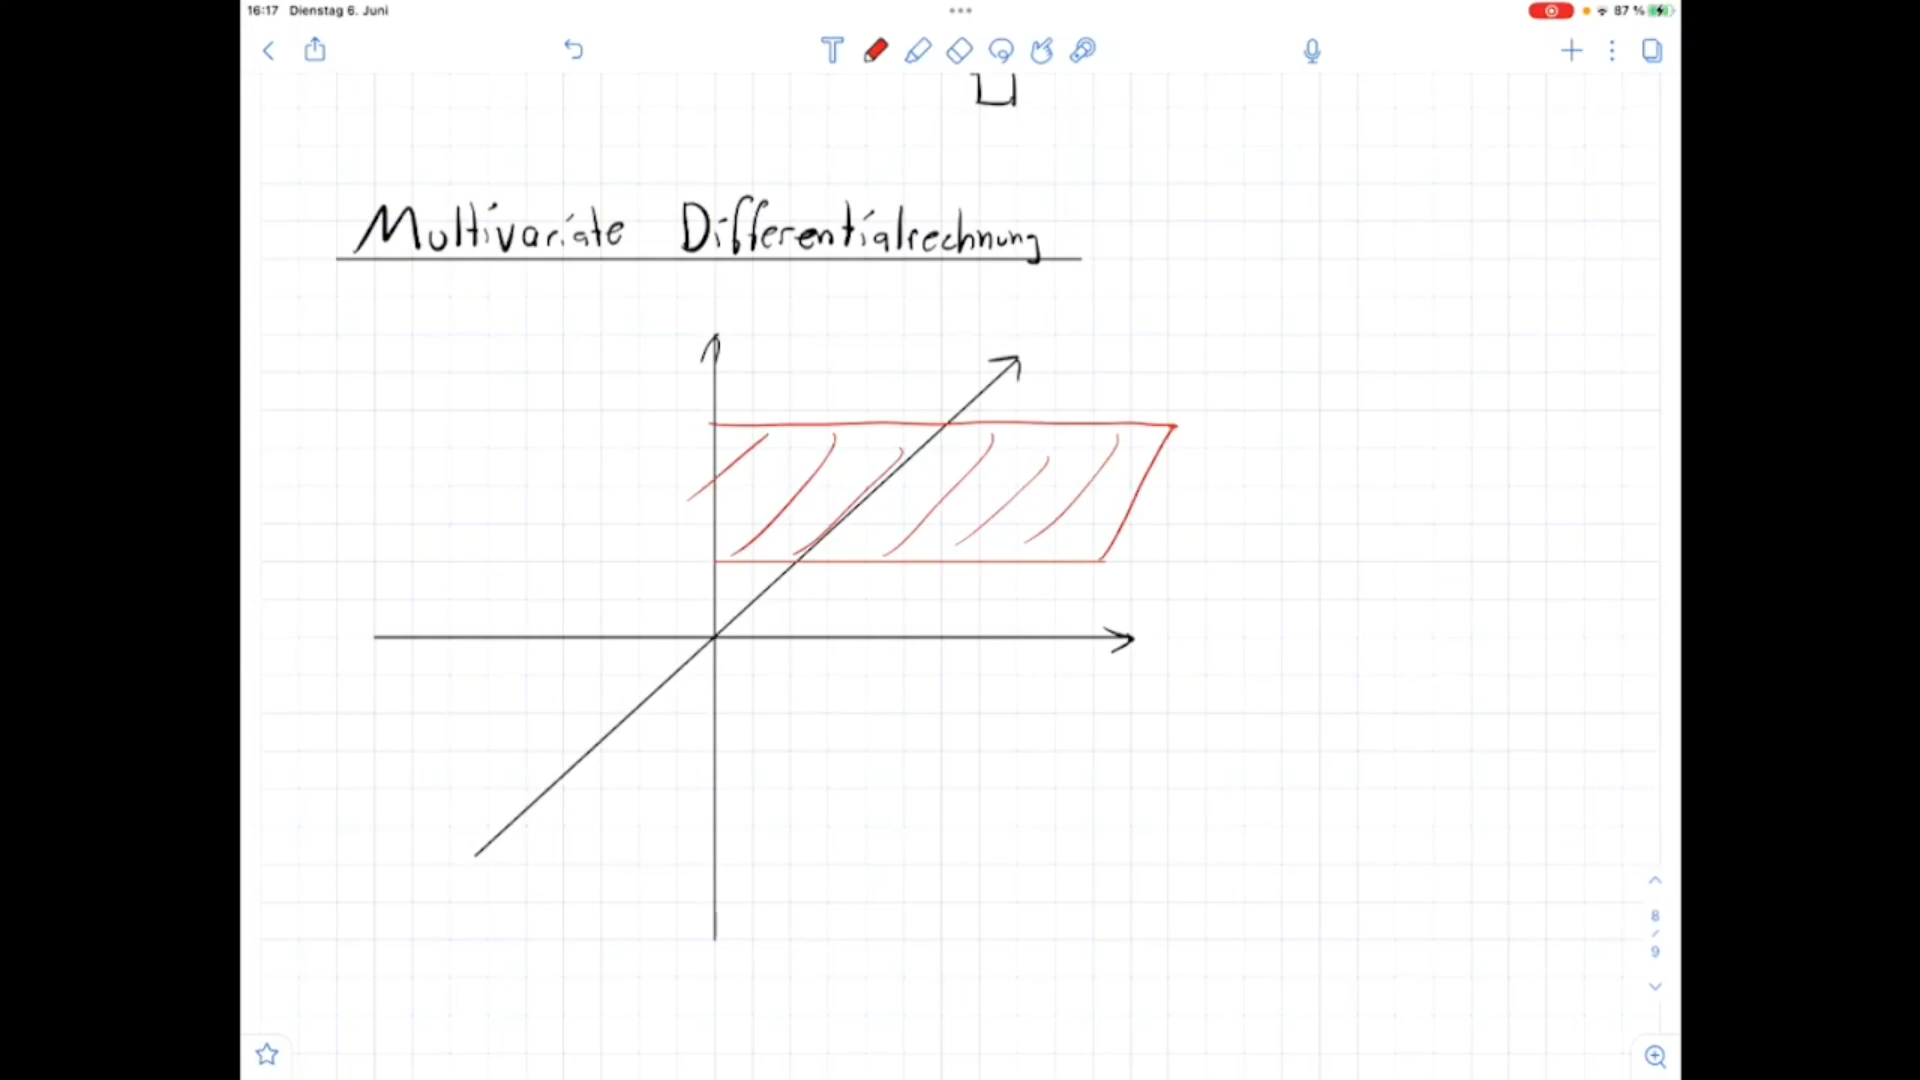 16:17 Dienstag 6. Juni
87 %
Multivariate Differentialrechnung
8
/
9